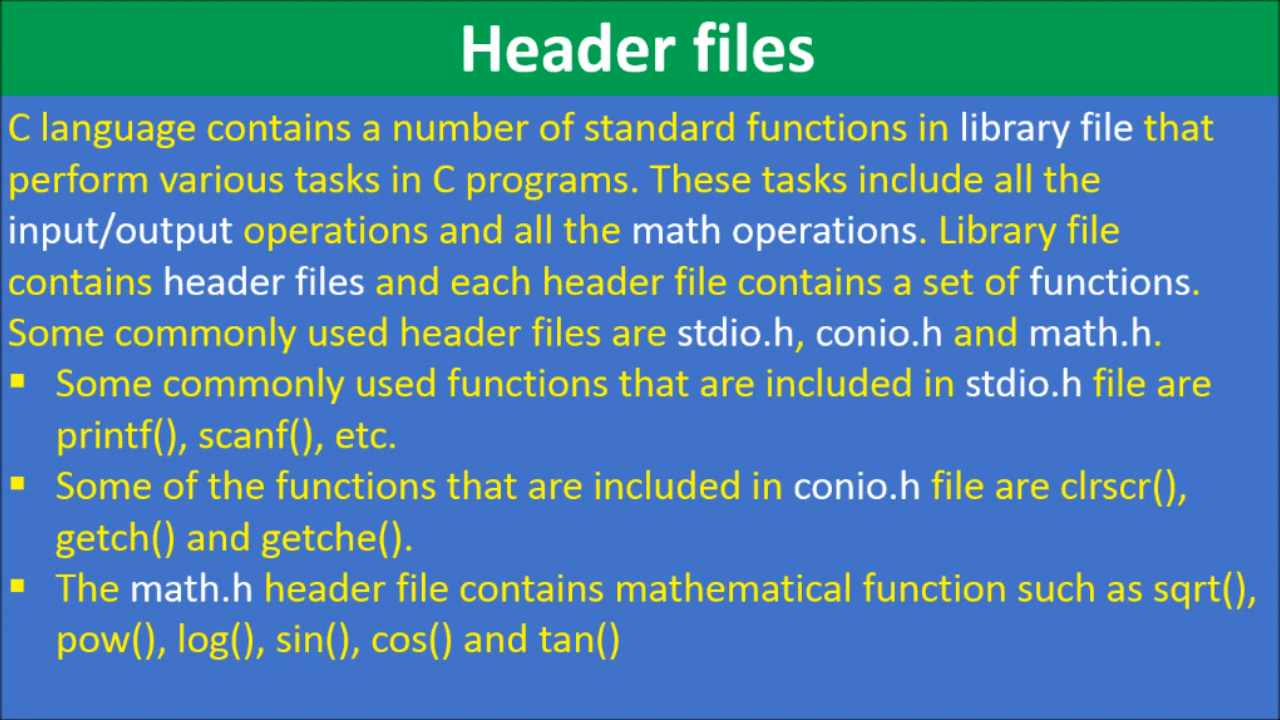 Header files
C language contains a number of standard functions in library file that
perform various tasks in C programs. These tasks include all the
input/output operations and all the math operations. Library file
contains header files and each header file contains a set of functions.
Some commonly used header files are stdio.h, conio.h and math.h.
▪ Some commonly used functions that are included in stdio.h file are
printf(), scanf(), etc.
▪ Some of the functions that are included in conio.h file are clrscr(),
getch() and getche().
▪ The math.h header file contains mathematical function such as sqrt(),
pow(), log(), sin(), cos() and tan()